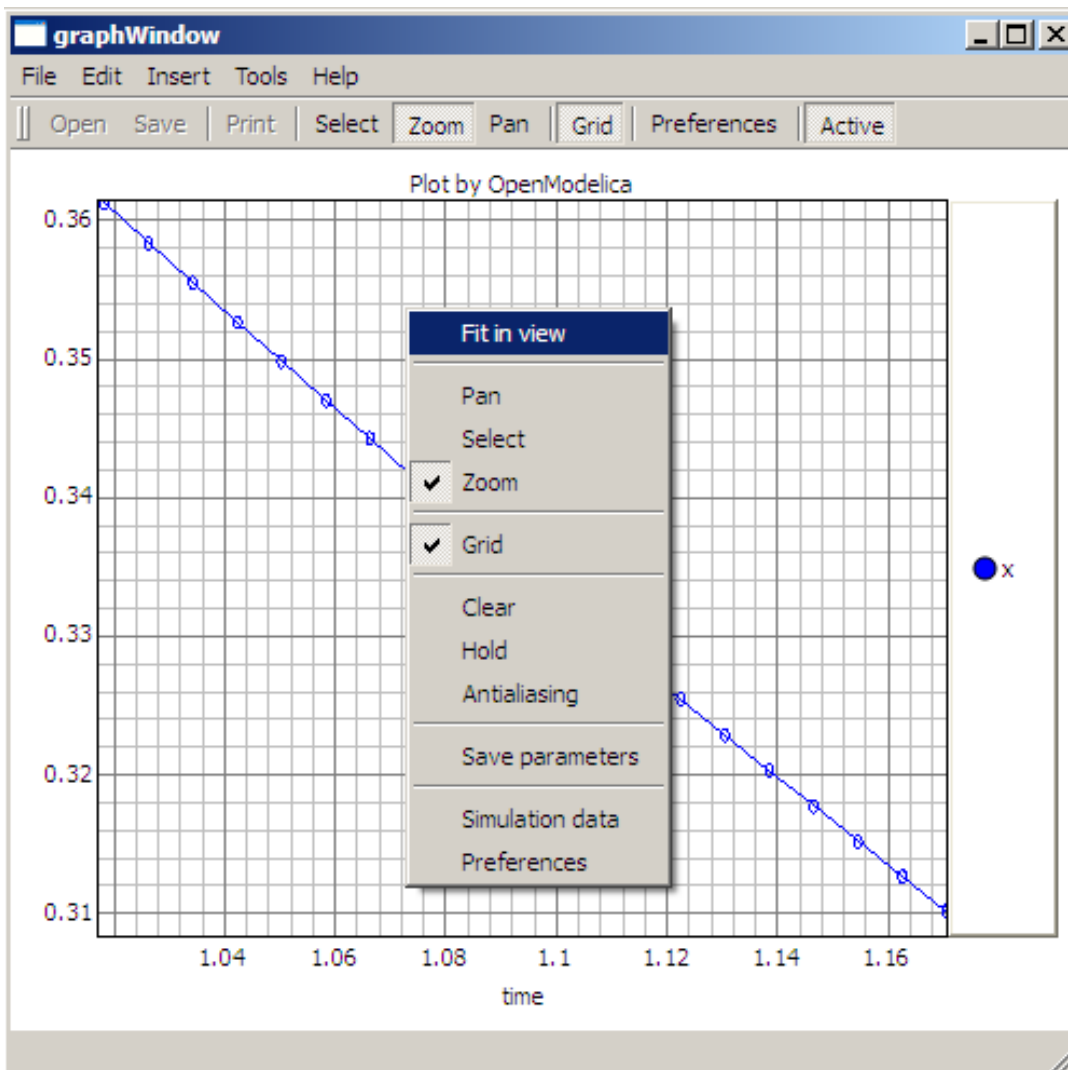 graphWindow
File Edit Insert Tools Help
Open Save Print Select Zoom Pan Grid Preferences Active
Plot by OpenModelica
0.36
0.35
0.34
0.33
0.32
0.31
Fit in view
Pan
Select
Zoom
Grid
Clear
Hold
Antialiasing
Save parameters
Simulation data
Preferences
x
1.04 1.06 1.08 1.1 1.12 1.14 1.16
time